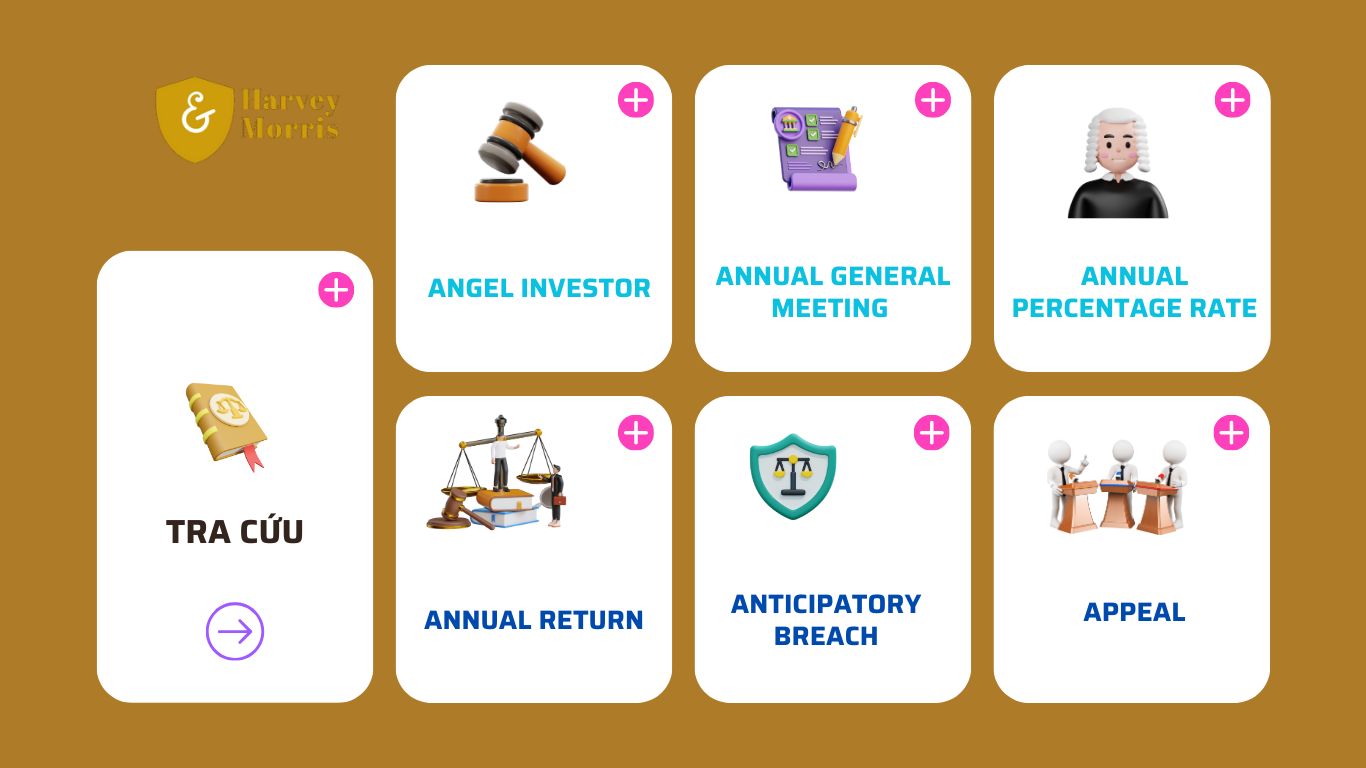 &
Harvey
Morris
ANGEL INVESTOR
ANNUAL GENERAL
MEETING
ANNUAL
PERCENTAGE RATE
TRA CỨU
ANNUAL RETURN
ANTICIPATORY
BREACH
APPEAL